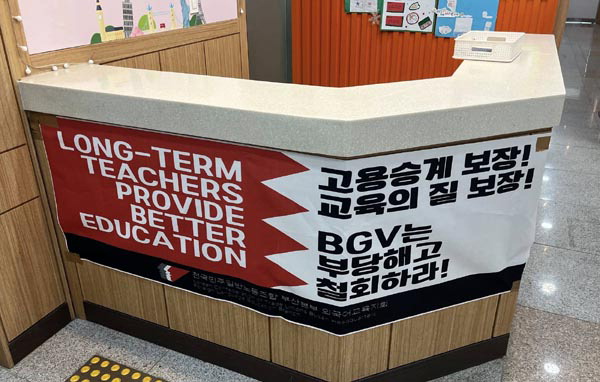 LONG-TERM
TEACHERS
PROVIDE
BETTER
EDUCATION
고용승계 보장!
교육의 질 보장!
BGV는
부당해고
철회하라!